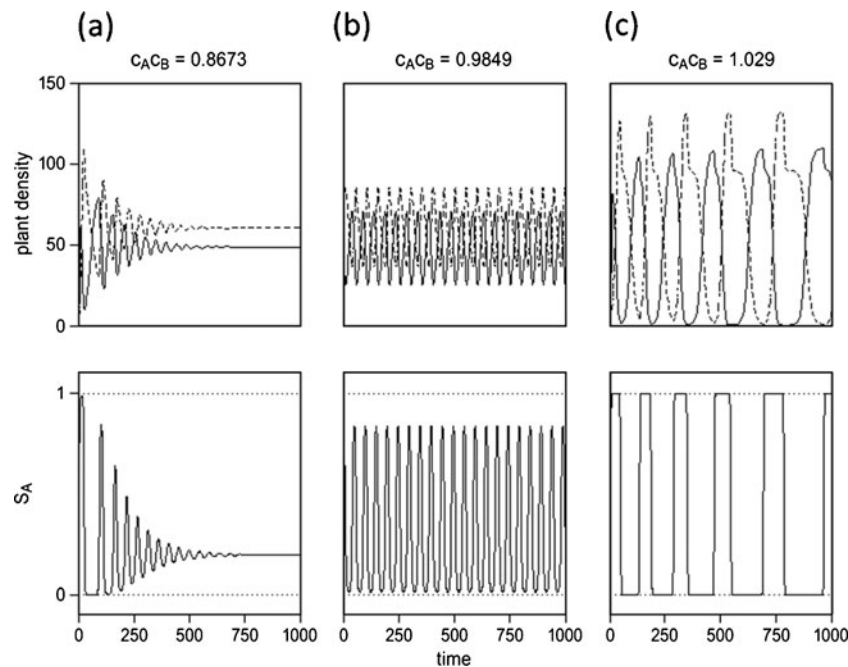 (a) (b) (c)
cAcB = 0.8673 cAcB = 0.9849 cAcB = 1.029
150
100
50
0
plant density
1
0
SA
0 250 500 750 1000 0 250 500 750 1000 0 250 500 750 1000
time